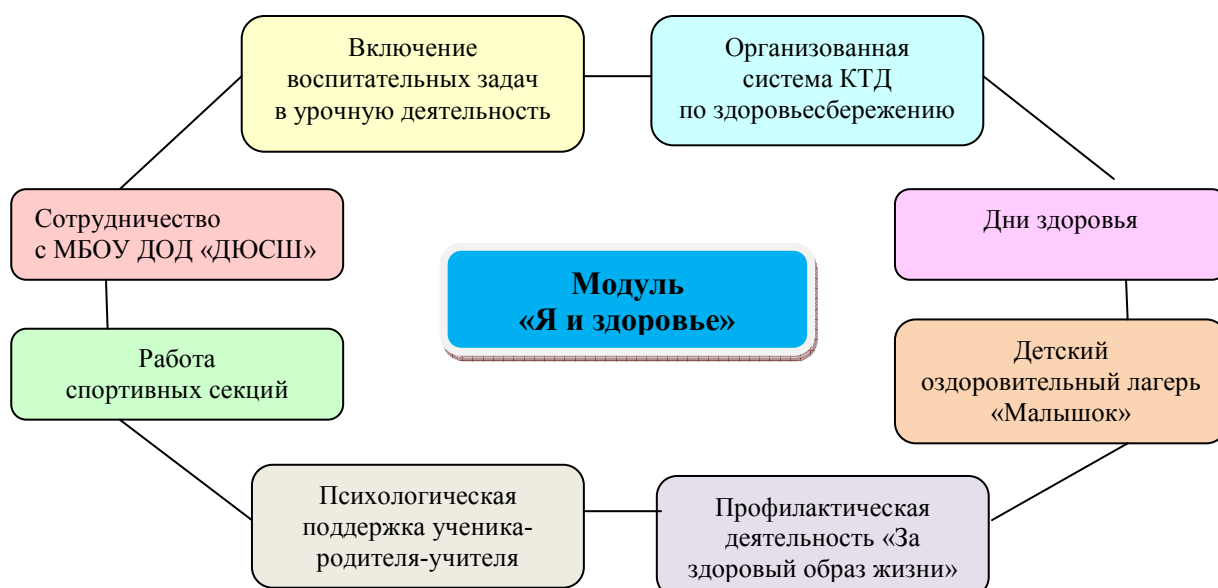 Включение
воспитательных задач
в урочную деятельность
Организованная
система КТД
по здоровьесбережению
Сотрудничество
с МБОУ ДОД «ДЮСШ»
Дни здоровья
Модуль
«Я и здоровье»
Работа
спортивных секций
Детский
оздоровительный лагерь
«Малышок»
Психологическая
поддержка ученика-
родителя-учителя
Профилактическая
деятельность «За
здоровый образ жизни»